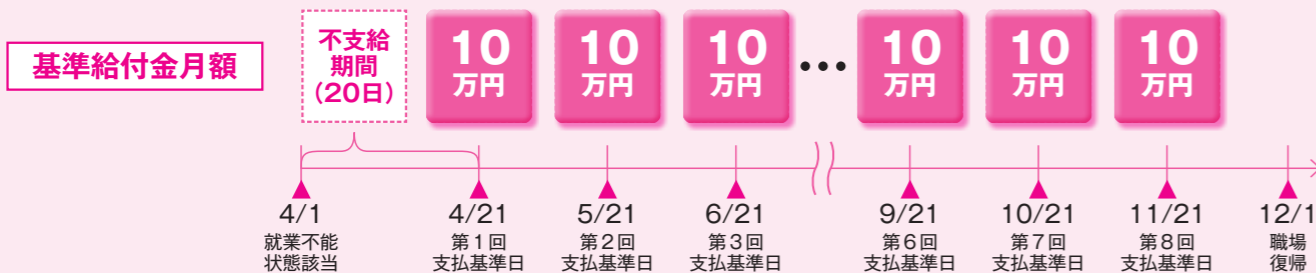 基準給付金月額
不支給
期間
(20日)
10
万円
10
万円
10
万円
•••
10
万円
10
万円
10
万円
4/1
就業不能
状態該当
4/21
第1回
支払基準日
5/21
第2回
支払基準日
6/21
第3回
支払基準日
9/21
第6回
支払基準日
10/21
第7回
支払基準日
11/21
第8回
支払基準日
12/1
職場
復帰